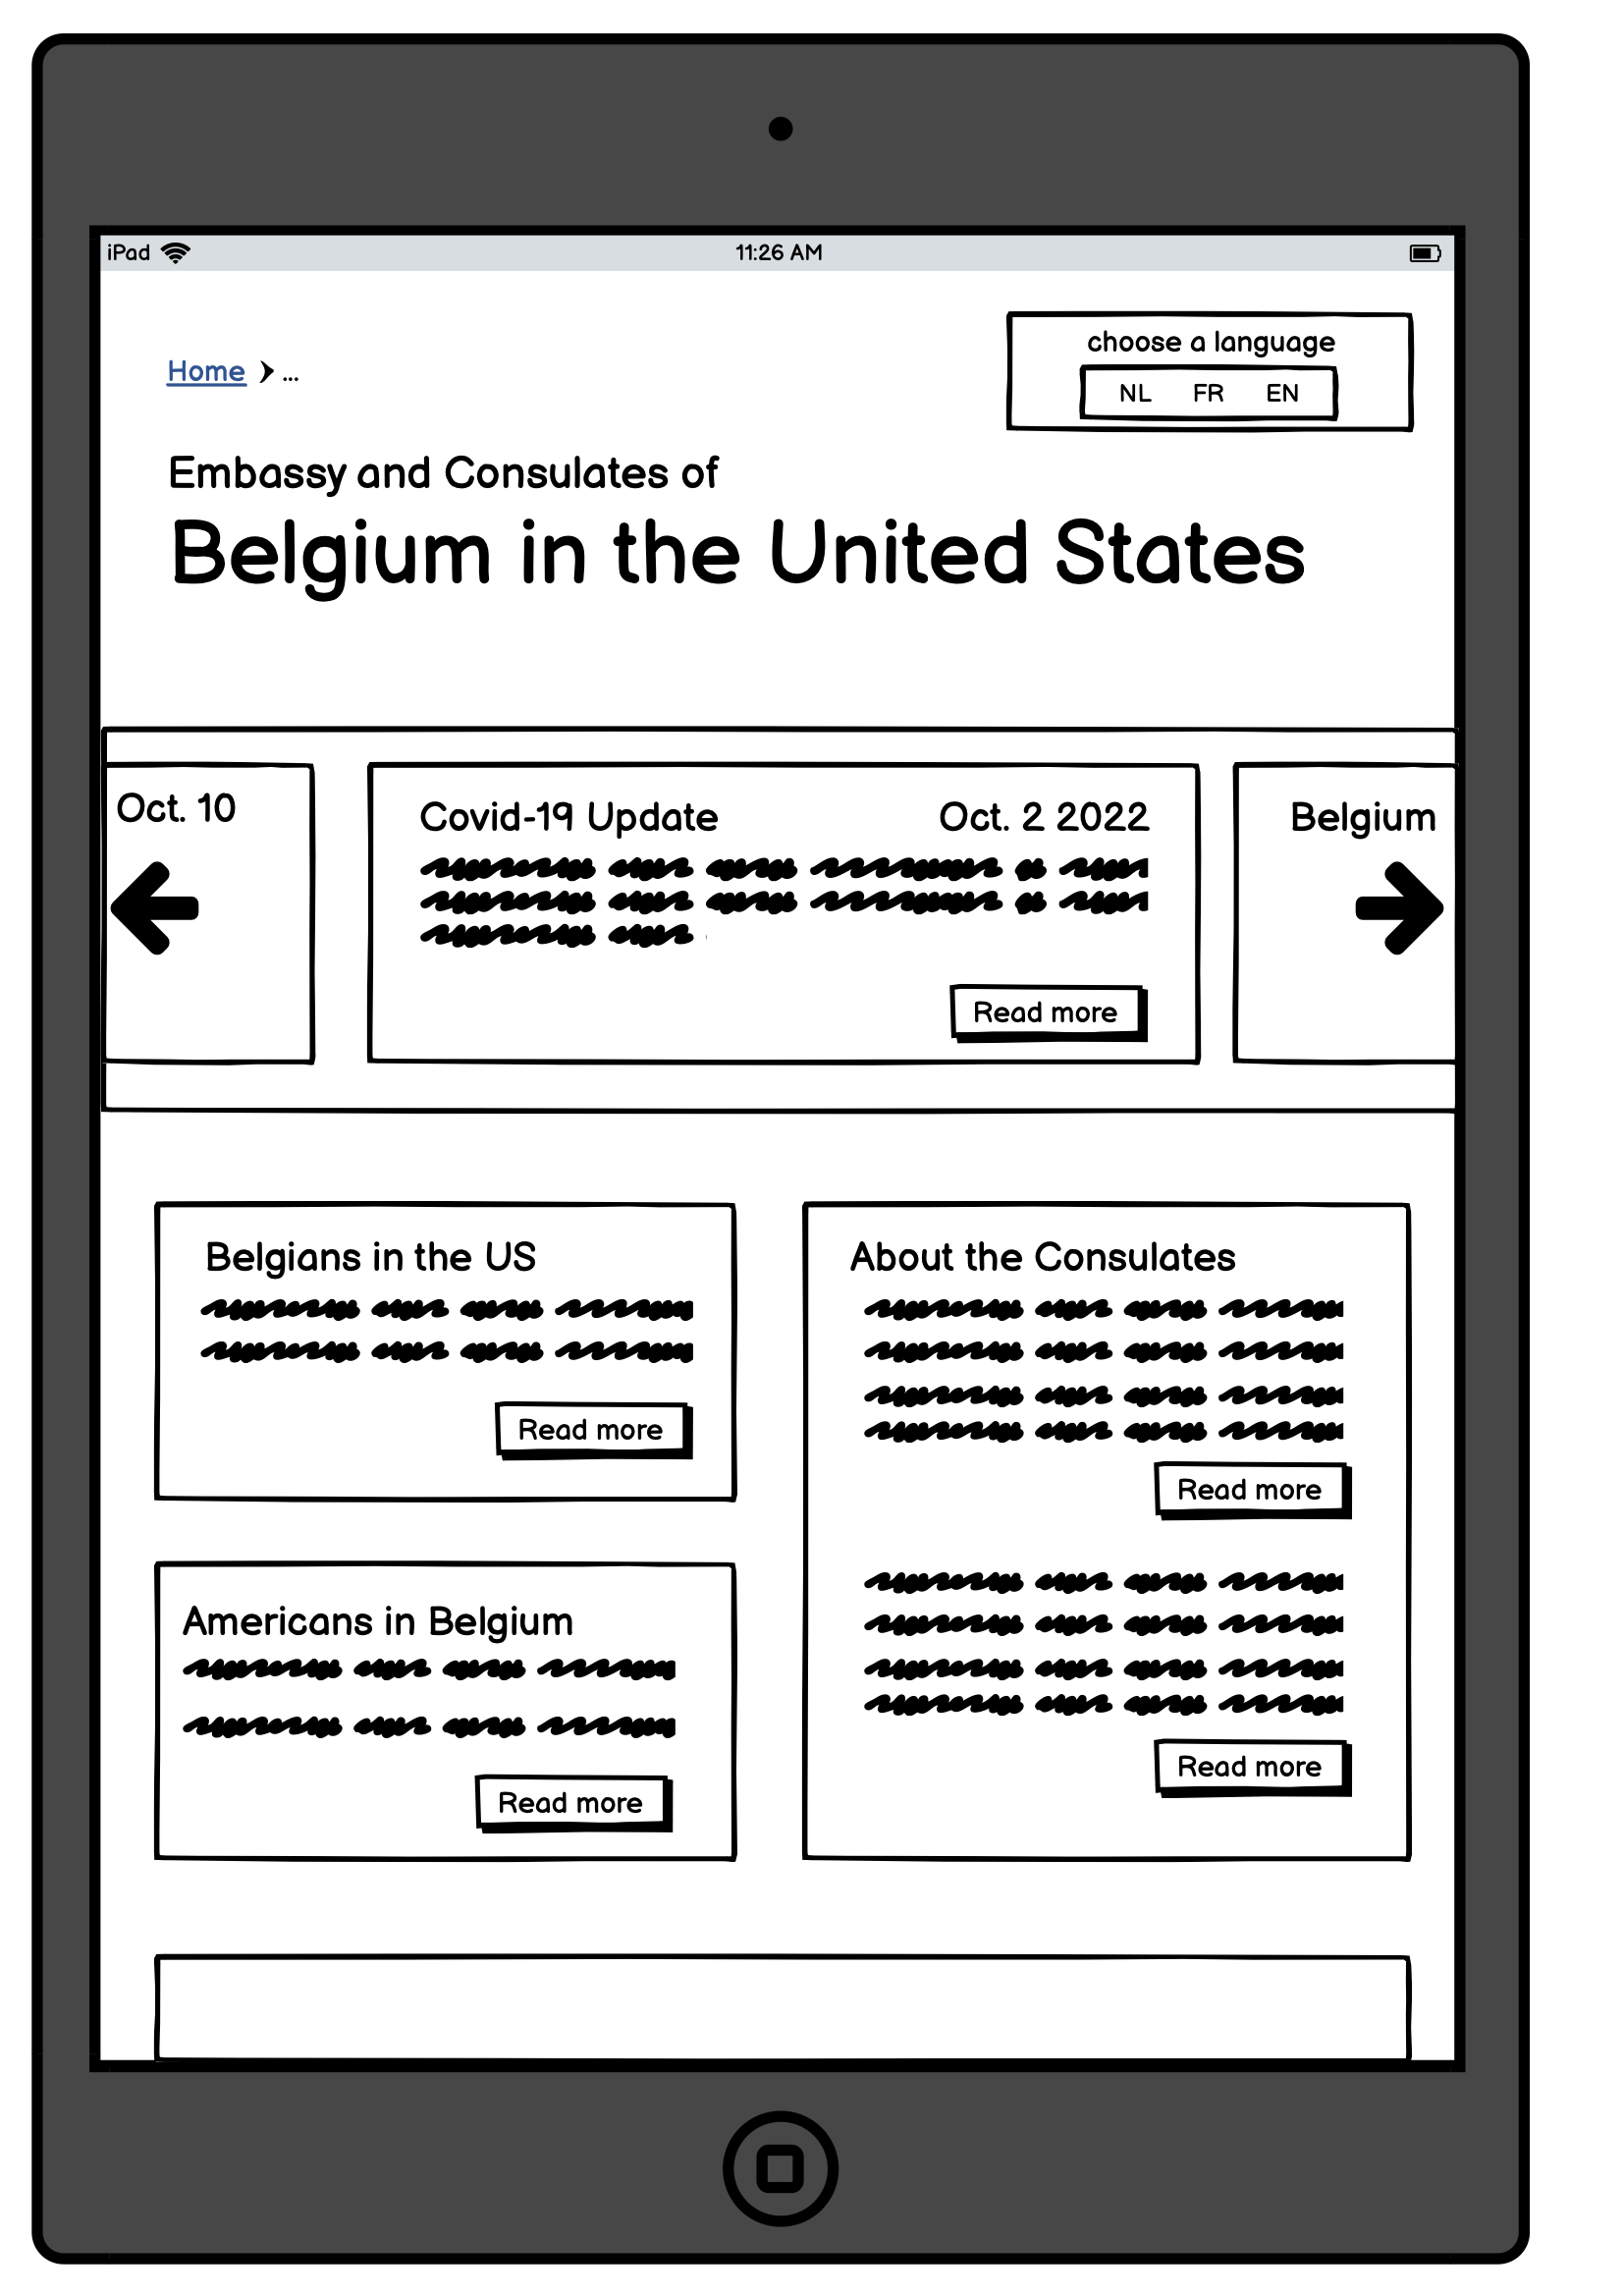 iPad 11:26 AM
choose a language
Home ...
NL FR EN
Embassy and Consulates of
Belgium in the United States
Oct. 10
Covid-19 Update Oct. 2 2022
Belgium
Read more
Belgians in the US
Read more
Americans in Belgium
Read more
About the Consulates
Read more
Read more